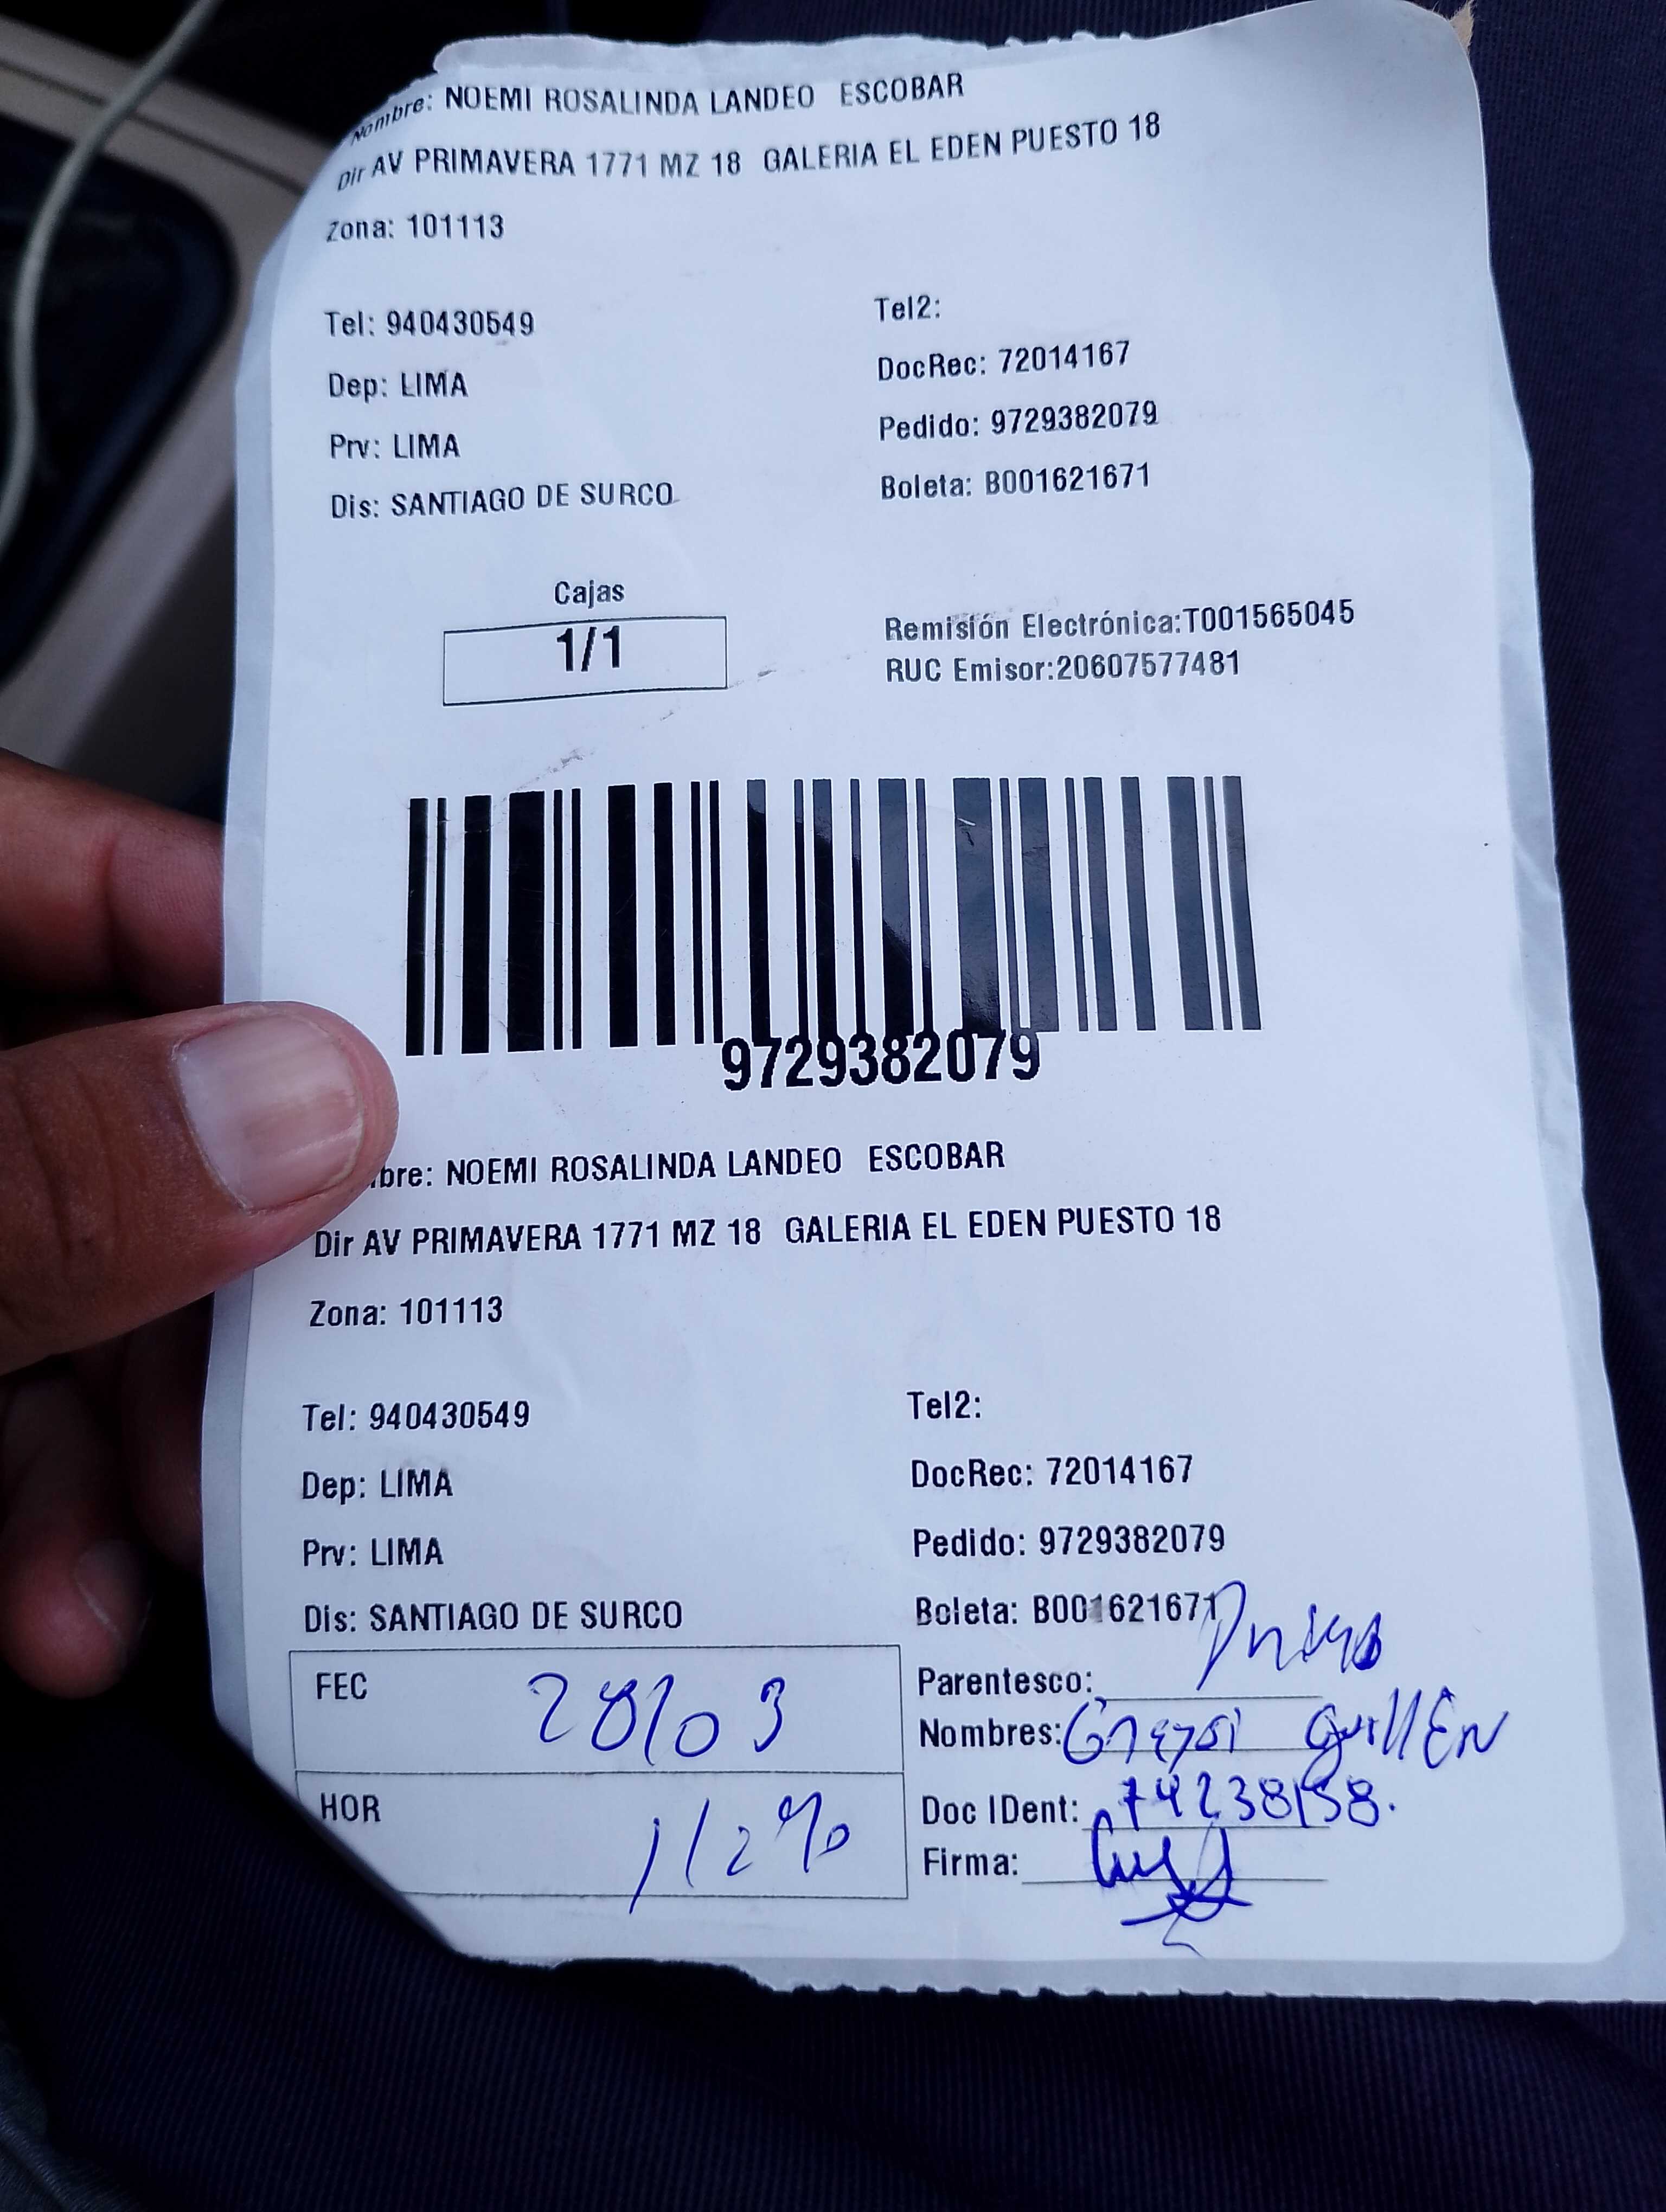 Nombre: NOEMI ROSALINDA LANDEO ESCOBAR
Dir AV PRIMAVERA 1771 MZ 18 GALERIA EL EDEN PUESTO 18
Zona: 101113
Tel: 940430549 Tel2:
Dep: LIMA DocRec: 72014167
Prv: LIMA Pedido: 9729382079
Dis: SANTIAGO DE SURCO Boleta: B001621671
Cajas
1/1
Remisión Electrónica:T001565045
RUC Emisor:20607577481
9729382079
bre: NOEMI ROSALINDA LANDEO ESCOBAR
Dir AV PRIMAVERA 1771 MZ 18 GALERIA EL EDEN PUESTO 18
Zona: 101113
Tel: 940430549 Tel2:
Dep: LIMA DocRec: 72014167
Prv: LIMA Pedido: 9729382079
Dis: SANTIAGO DE SURCO Boleta: B001621671
FEC 28/03 Parentesco:
Nombres: Guillen
HOR Doc IDent: 74238158.
Firma: